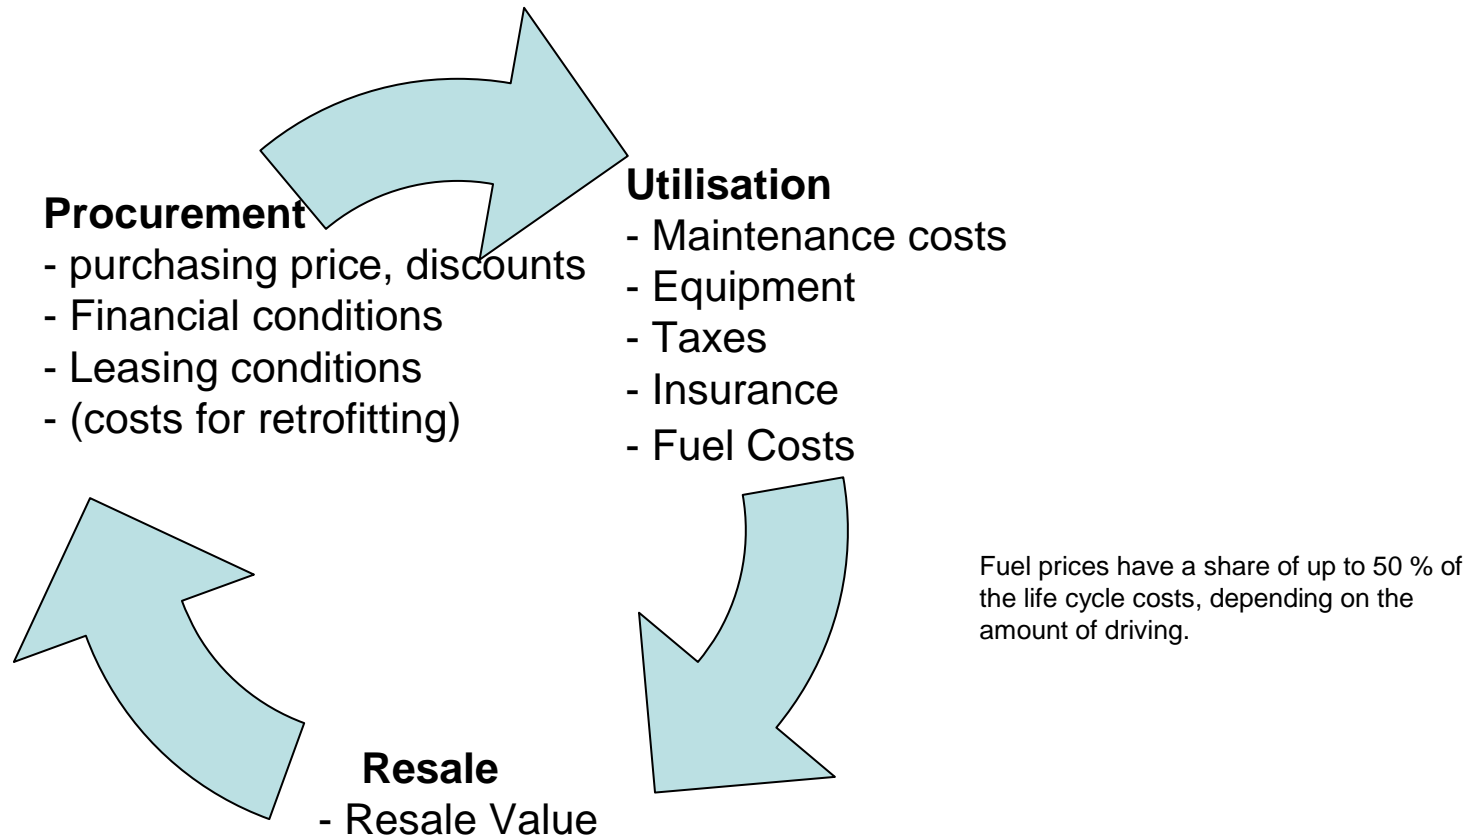 Procurement
- purchasing price, discounts
- Financial conditions
- Leasing conditions
- (costs for retrofitting)
Utilisation
- Maintenance costs
- Equipment
- Taxes
- Insurance
- Fuel Costs
Fuel prices have a share of up to 50 % of
the life cycle costs, depending on the
amount of driving.
Resale
- Resale Value